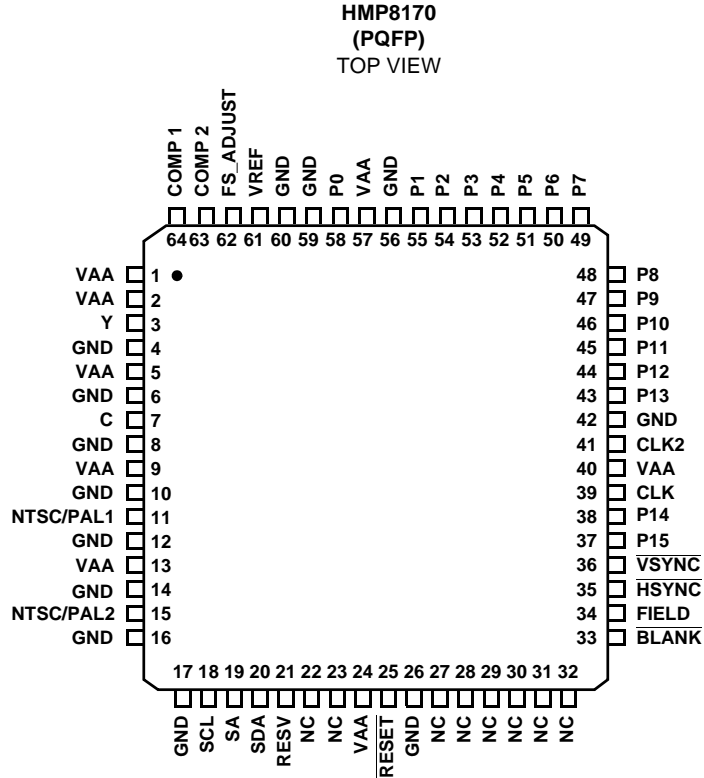 HMP8170
(PQFP)
TOP VIEW
COMP 1
COMP 2
FS_ADJUST
VREF
GND
GND
P0
VAA
GND
P1
P2
P3
P4
P5
P6
P7
64 63 62 61 60 59 58 57 56 55 54 53 52 51 50 49
VAA 1 48 P8
VAA 2 47 P9
Y 3 46 P10
GND 4 45 P11
VAA 5 44 P12
GND 6 43 P13
C 7 42 GND
GND 8 41 CLK2
VAA 9 40 VAA
GND 10 39 CLK
NTSC/PAL1 11 38 P14
GND 12 37 P15
VAA 13 36 VSYNC
GND 14 35 HSYNC
NTSC/PAL2 15 34 FIELD
GND 16 33 BLANK
17 18 19 20 21 22 23 24 25 26 27 28 29 30 31 32
GND
SCL
SA
SDA
RESV
NC
NC
VAA
RESET
GND
NC
NC
NC
NC
NC
NC